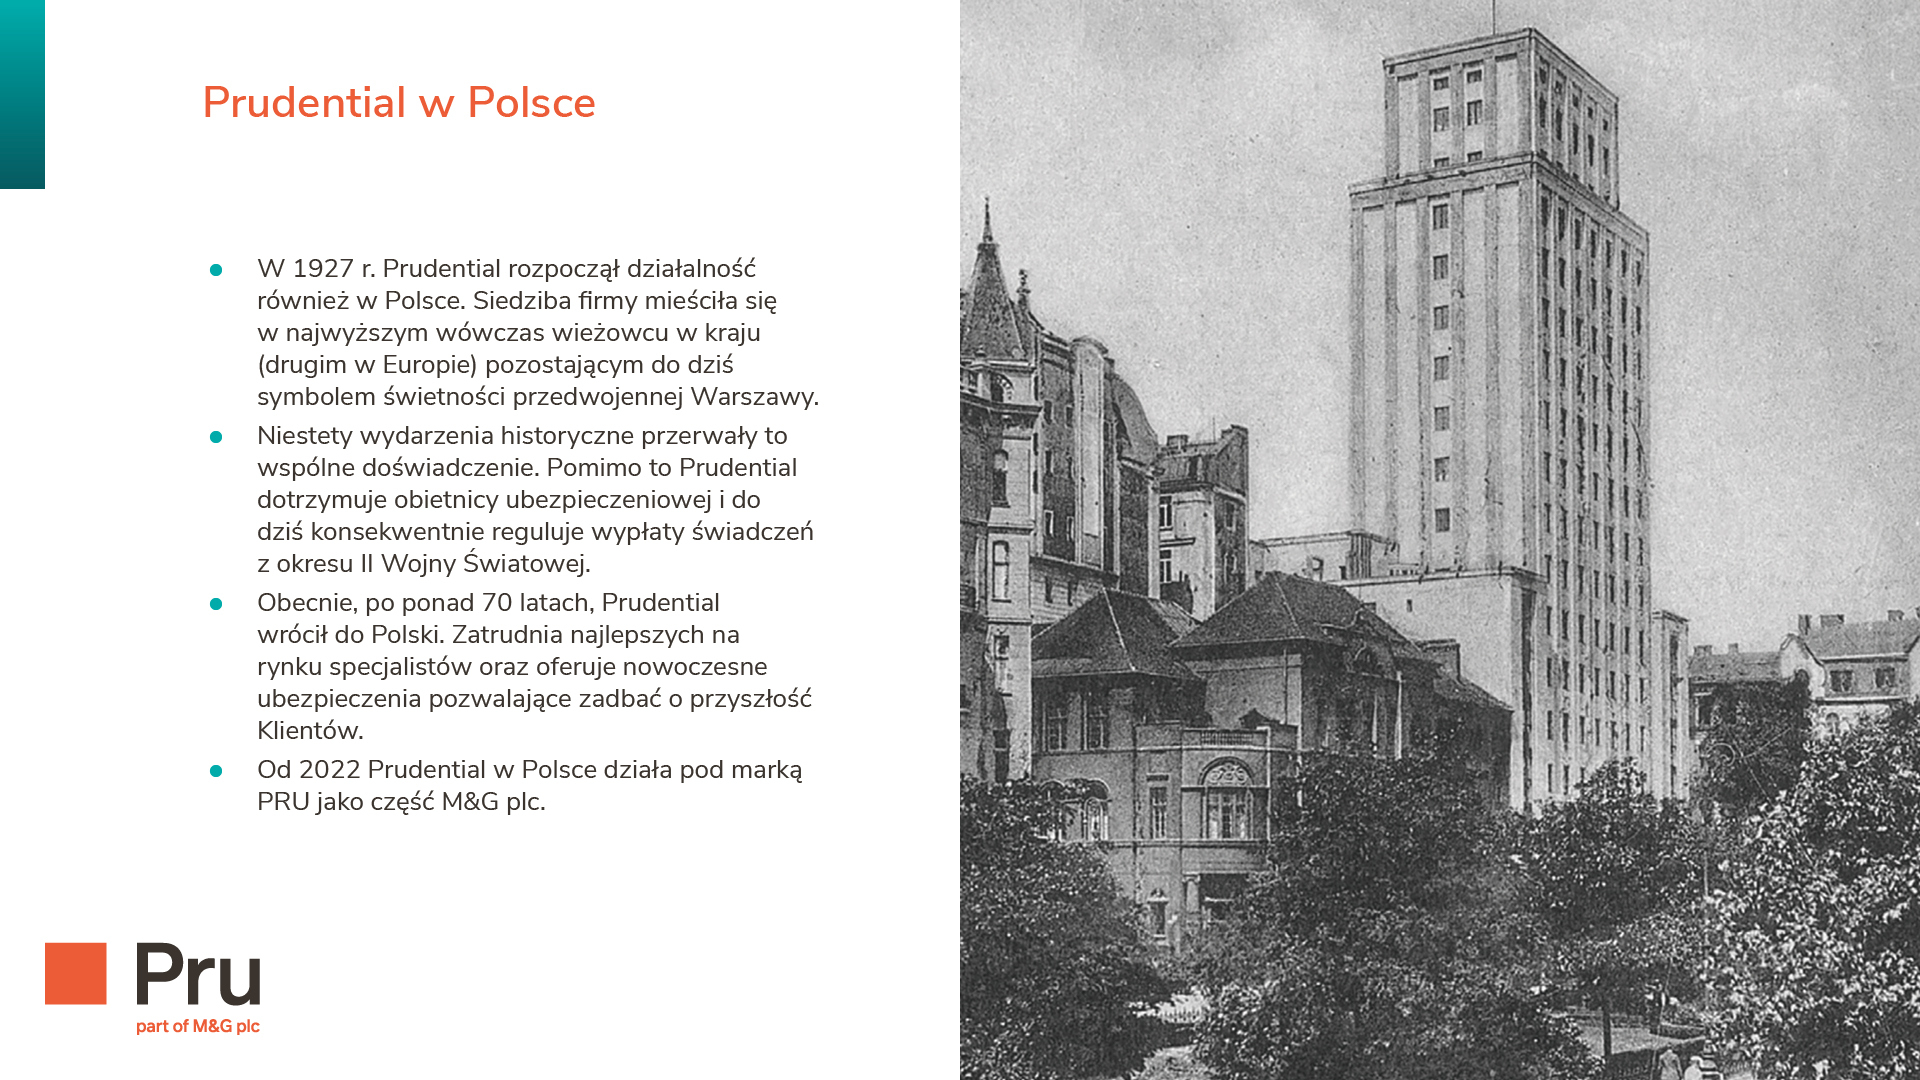 Prudential w Polsce
● W 1927 r. Prudential rozpoczął działalność
również w Polsce. Siedziba firmy mieściła się
w najwyższym wówczas wieżowcu w kraju
(drugim w Europie) pozostającym do dziś
symbolem świetności przedwojennej Warszawy.
● Niestety wydarzenia historyczne przerwały to
wspólne doświadczenie. Pomimo to Prudential
dotrzymuje obietnicy ubezpieczeniowej i do
dziś konsekwentnie reguluje wypłaty świadczeń
z okresu II Wojny Światowej.
● Obecnie, po ponad 70 latach, Prudential
wrócił do Polski. Zatrudnia najlepszych na
rynku specjalistów oraz oferuje nowoczesne
ubezpieczenia pozwalające zadbać o przyszłość
Klientów.
● Od 2022 Prudential w Polsce działa pod marką
PRU jako część M&G plc.
Pru
part of M&G plc